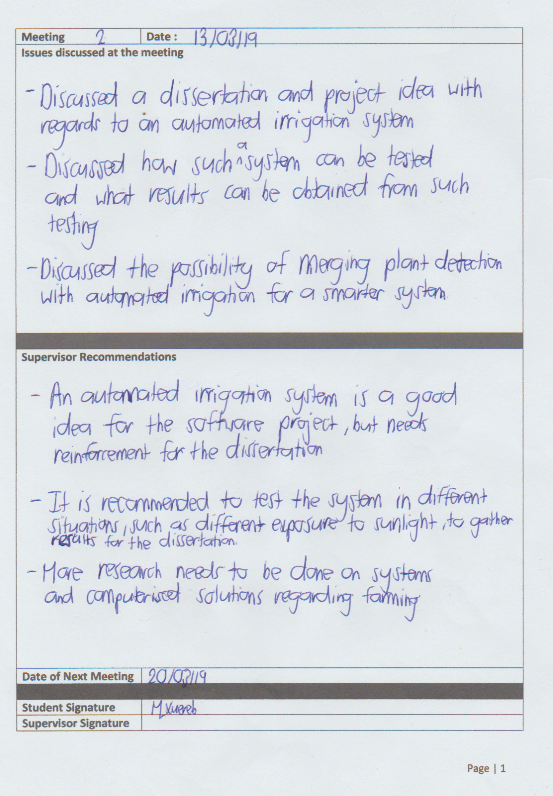 Meeting 2 Date : 13/03/19
Issues discussed at the meeting
- Discussed a dissertation and project idea with
regards to an automated irrigation system
- Discussed how such a system can be tested
and what results can be obtained from such
testing
- Discussed the possibility of merging plant detection
with automated irrigation for a smarter system
Supervisor Recommendations
- An automated irrigation system is a good
idea for the software project, but needs
reinforcement for the dissertation
- It is recommended to test the system in different
situations, such as different exposure to sunlight, to gather
results for the dissertation.
- More research needs to be done on systems
and computerised solutions regarding farming
Date of Next Meeting 20/03/19
Student Signature MXuereb
Supervisor Signature
Page | 1